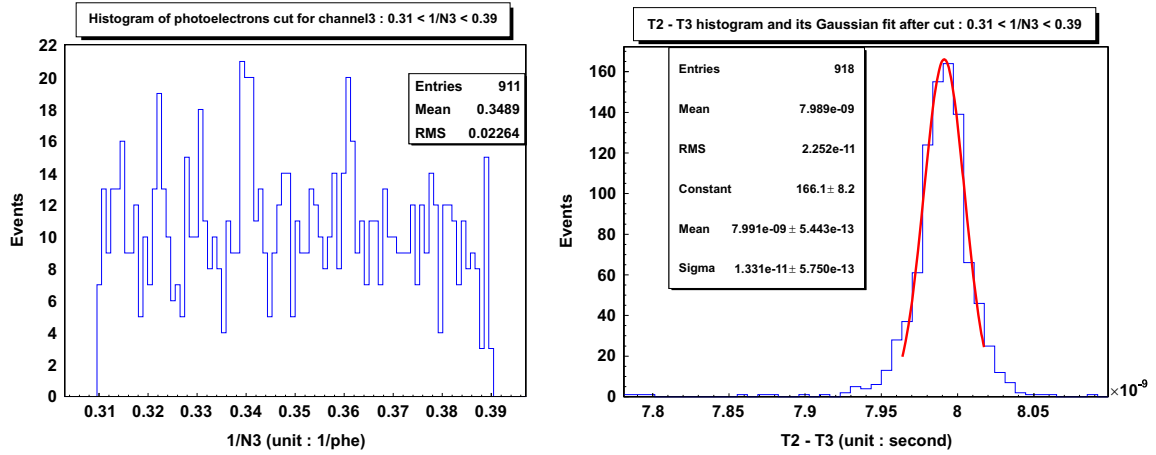 Histogram of photoelectrons cut for channel3 : 0.31 < 1/N3 < 0.39
Events
22
20
18
16
14
12
10
8
6
4
2
0
Entries 911
Mean 0.3489
RMS 0.02264
0.31 0.32 0.33 0.34 0.35 0.36 0.37 0.38 0.39
1/N3 (unit : 1/phe)
T2 - T3 histogram and its Gaussian fit after cut : 0.31 < 1/N3 < 0.39
Events
160
140
120
100
80
60
40
20
0
Entries 918
Mean 7.989e-09
RMS 2.252e-11
Constant 166.1 ± 8.2
Mean 7.991e-09 ± 5.443e-13
Sigma 1.331e-11 ± 5.750e-13
7.8 7.85 7.9 7.95 8 8.05
×10⁻⁹
T2 - T3 (unit : second)